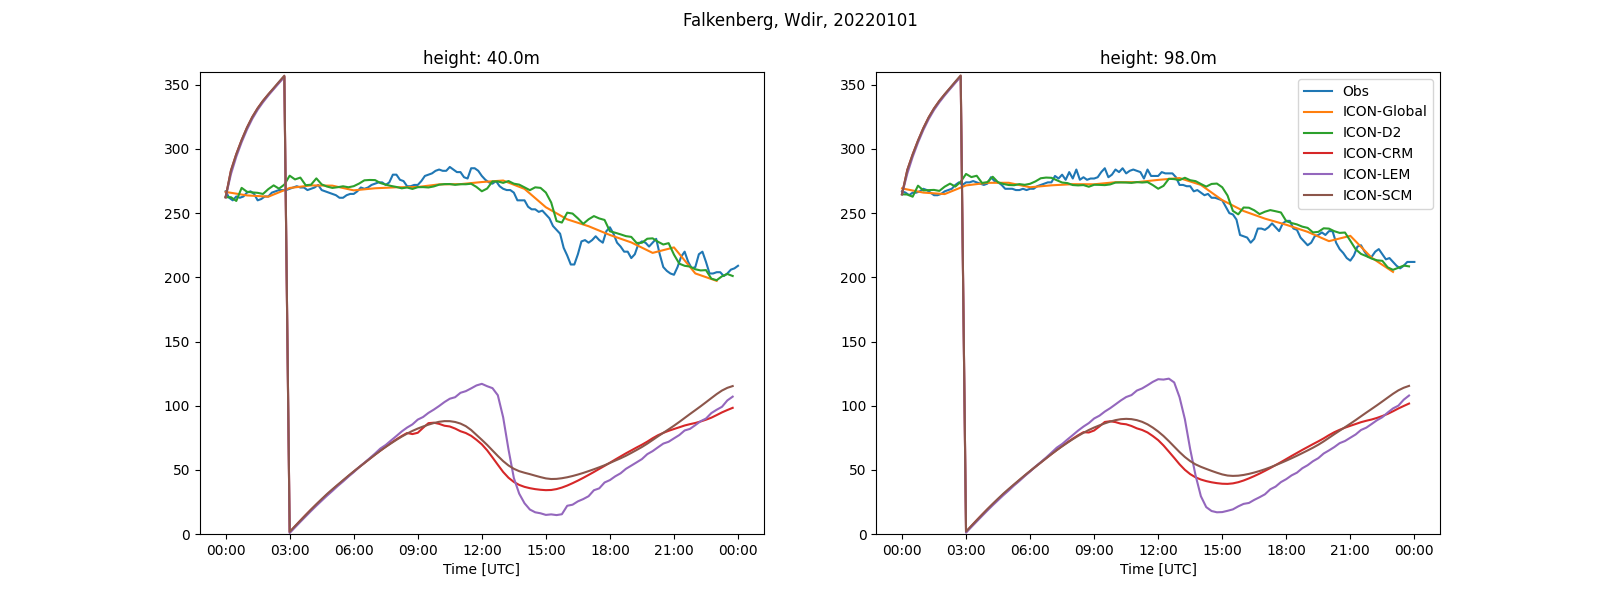 Falkenberg, Wdir, 20220101
height: 40.0m
350
300
250
200
150
100
50
0
00:00 03:00 06:00 09:00 12:00 15:00 18:00 21:00 00:00
Time [UTC]
height: 98.0m
350
300
250
200
150
100
50
0
00:00 03:00 06:00 09:00 12:00 15:00 18:00 21:00 00:00
Time [UTC]
Obs
ICON-Global
ICON-D2
ICON-CRM
ICON-LEM
ICON-SCM